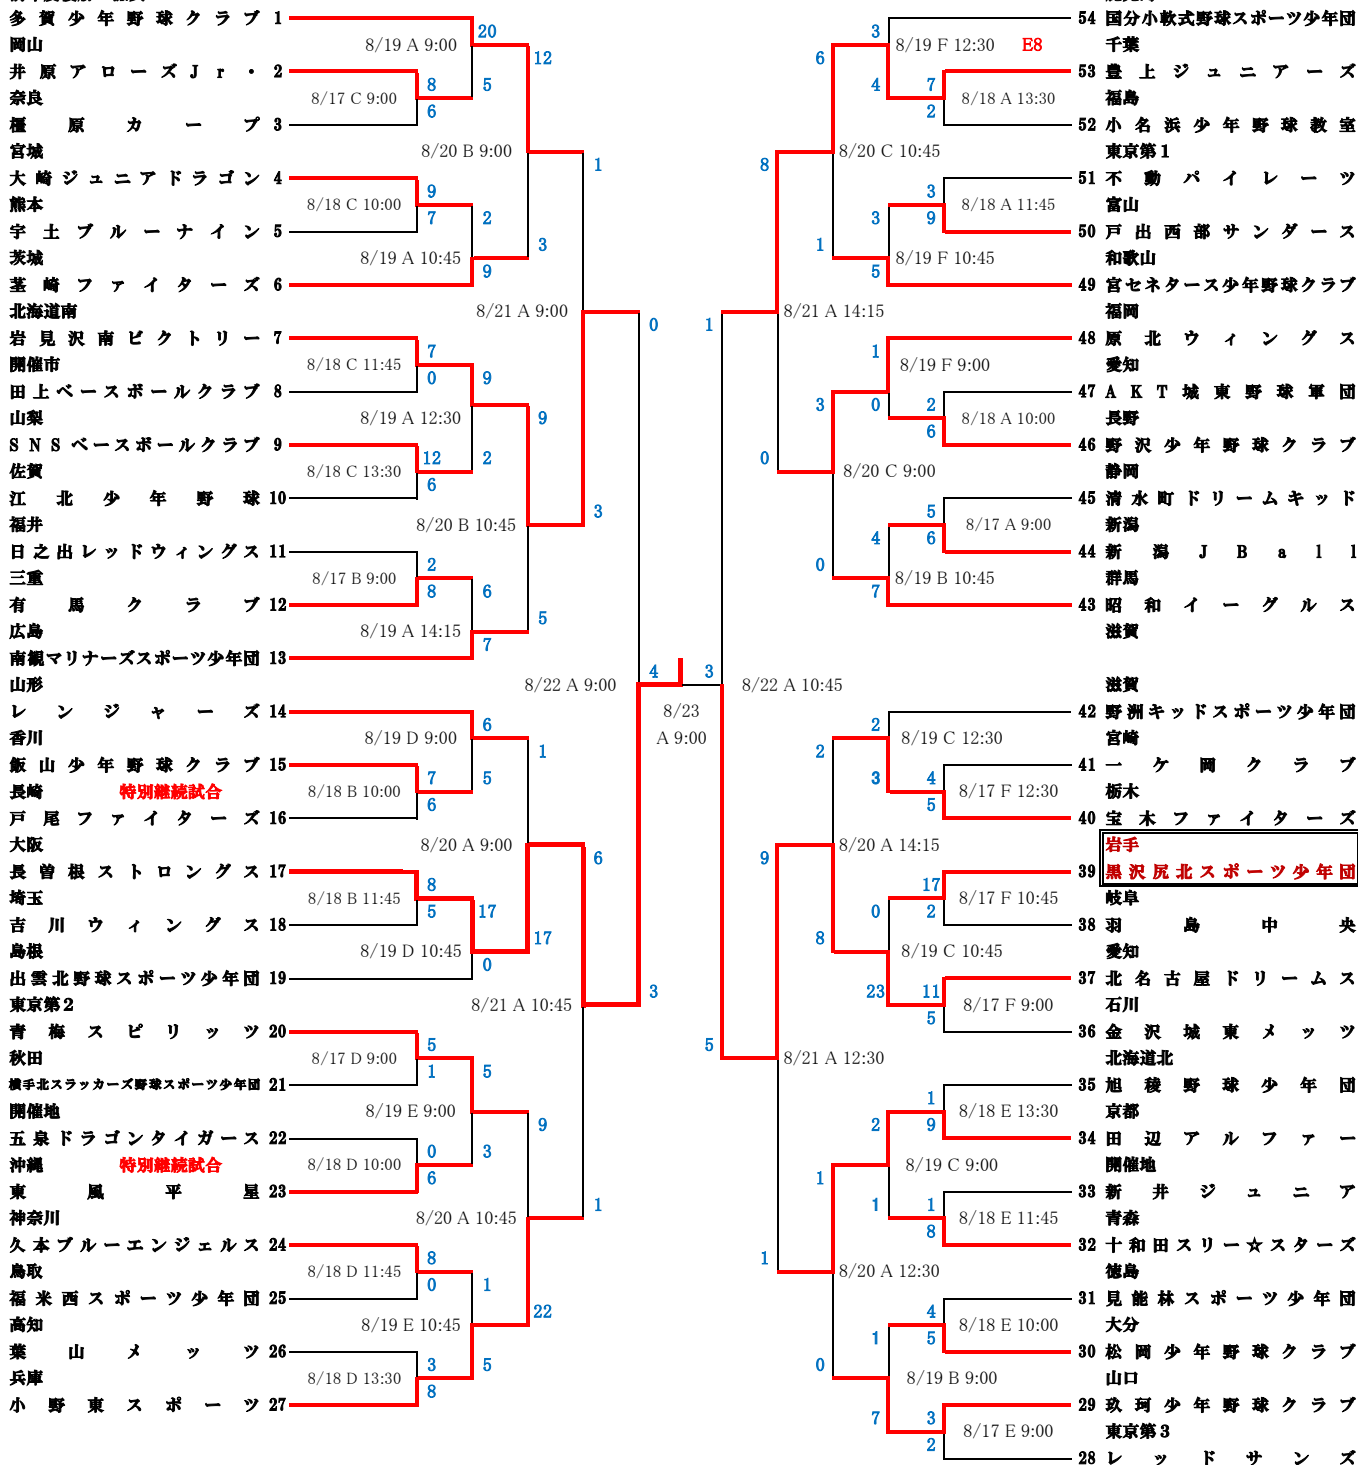 多賀少年野球クラブ 1
岡山
井原アローズJr・ 2
奈良
橿原カープ 3
宮城
大崎ジュニアドラゴン 4
熊本
宇土ブルーナイン 5
茨城
茎崎ファイターズ 6
北海道南
岩見沢南ビクトリー 7
開催市
田上ベースボールクラブ 8
山梨
SNSベースボールクラブ 9
佐賀
江北少年野球 10
福井
日之出レッドウィングス 11
三重
有馬クラブ 12
広島
南観マリナーズスポーツ少年団 13
山形
レンジャーズ 14
香川
飯山少年野球クラブ 15
長崎 特別継続試合
戸尾ファイターズ 16
大阪
長曽根ストロングス 17
埼玉
吉川ウィングス 18
島根
出雲北野球スポーツ少年団 19
東京第2
青梅スピリッツ 20
秋田
横手北スラッカーズ野球スポーツ少年団 21
開催地
五泉ドラゴンタイガース 22
沖縄 特別継続試合
東風平屋 23
神奈川
久本ブルーエンジェルス 24
鳥取
福米西スポーツ少年団 25
高知
葉山メッツ 26
兵庫
小野東スポーツ 27
8/19 A 9:00
20
5
8/17 C 9:00
8
6
12
8/20 B 9:00
3
8/18 C 10:00
9
7
8/19 A 10:45
2
9
1
8/21 A 9:00
3
8/18 C 11:45
7
0
8/19 A 12:30
9
2
8/18 C 13:30
12
6
9
8/20 B 10:45
5
8/17 B 9:00
2
8
8/19 A 14:15
6
7
0
8/22 A 9:00
3
8/19 D 9:00
6
5
8/18 B 10:00
7
6
1
8/20 A 9:00
17
8/18 B 11:45
8
5
8/19 D 10:45
17
0
6
8/21 A 10:45
1
8/17 D 9:00
5
1
8/19 E 9:00
5
3
8/18 D 10:00
0
6
9
8/20 A 10:45
22
8/18 D 11:45
8
0
8/19 E 10:45
1
5
8/18 D 13:30
3
8
4
3
8/23
A 9:00
54 国分小軟式野球スポーツ少年団
千葉
53 豊上ジュニアーズ
福島
52 小名浜少年野球教室
東京第1
51 不動パイレーツ
富山
50 戸出西部サンダース
和歌山
49 宮セネタース少年野球クラブ
福岡
48 原北ウィングス
愛知
47 AKT城東野球軍団
長野
46 野沢少年野球クラブ
静岡
45 清水町ドリームキッド
新潟
44 新潟JBall
群馬
43 昭和イーグルス
滋賀
滋賀
42 野洲キッドスポーツ少年団
宮崎
41 一ケ岡クラブ
栃木
40 宝木ファイターズ
岩手
39 黒沢尻北スポーツ少年団
岐阜
38 羽島中央
愛知
37 北名古屋ドリームス
石川
36 金沢城東メッツ
北海道北
35 旭稜野球少年団
京都
34 田辺アルファー
開催地
33 新井ジュニア
青森
32 十和田スリー☆スターズ
徳島
31 見能林スポーツ少年団
大分
30 松岡少年野球クラブ
山口
29 玖珂少年野球クラブ
東京第3
28 レッドサンズ
3
8/19 F 12:30 E8
4
7
8/18 A 13:30
2
6
8/20 C 10:45
1
3
8/18 A 11:45
9
3
8/19 F 10:45
5
8
8/21 A 14:15
0
1
8/19 F 9:00
0
2
8/18 A 10:00
6
3
8/20 C 9:00
0
5
8/17 A 9:00
6
4
8/19 B 10:45
7
1
8/22 A 10:45
5
2
8/19 C 12:30
3
4
8/17 F 12:30
5
2
8/20 A 14:15
8
17
8/17 F 10:45
2
0
8/19 C 10:45
23
11
8/17 F 9:00
5
9
8/21 A 12:30
1
1
8/18 E 13:30
9
2
8/19 C 9:00
1
1
8/18 E 11:45
8
1
8/20 A 12:30
0
4
8/18 E 10:00
5
1
8/19 B 9:00
7
3
8/17 E 9:00
2